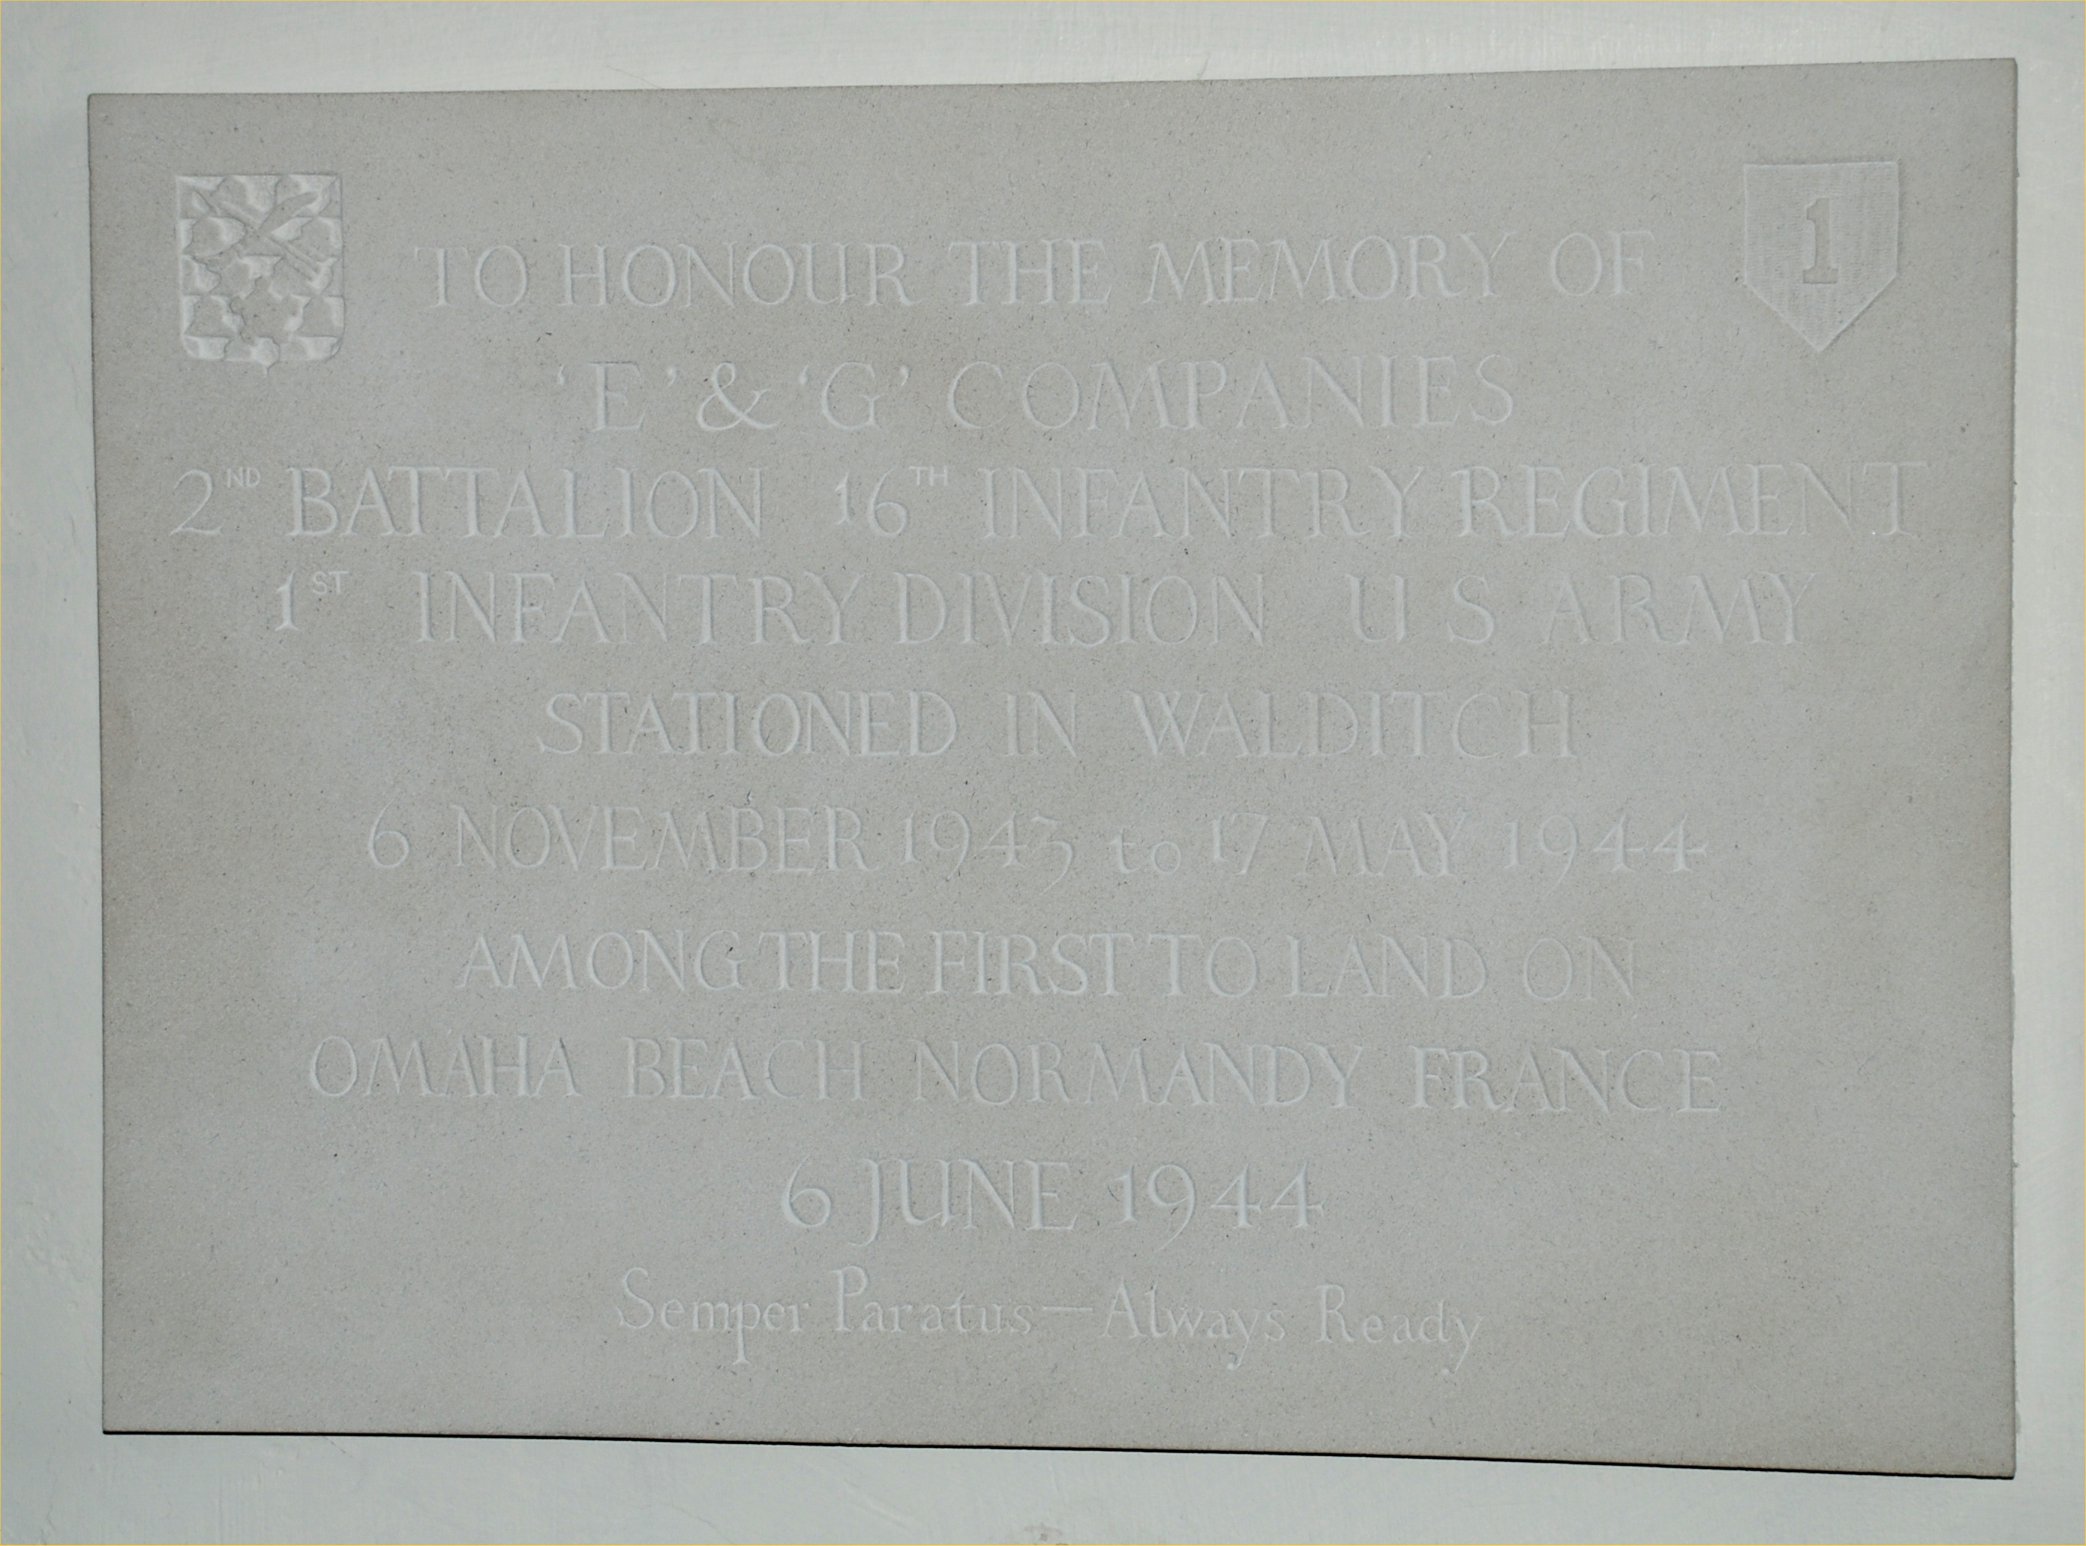 1
TO HONOUR THE MEMORY OF
'E' & 'G' COMPANIES
2ND BATTALION 16TH INFANTRY REGIMENT
1ST INFANTRY DIVISION U S ARMY
STATIONED IN WALDITCH
6 NOVEMBER 1943 to 17 MAY 1944
AMONG THE FIRST TO LAND ON
OMAHA BEACH NORMANDY FRANCE
6 JUNE 1944
Semper Paratus — Always Ready